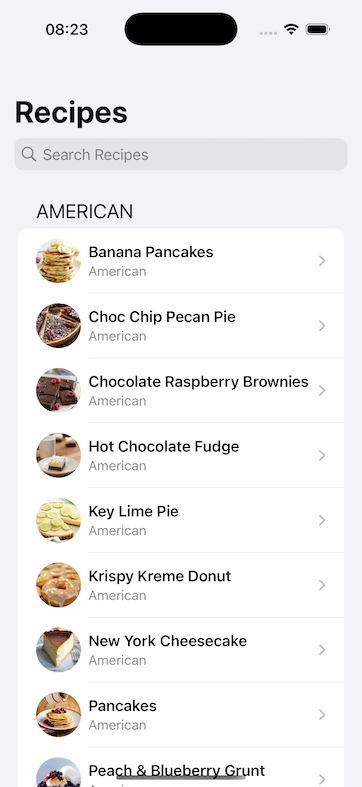 08:23
Recipes
Search Recipes
AMERICAN
Banana Pancakes
American
Choc Chip Pecan Pie
American
Chocolate Raspberry Brownies
American
Hot Chocolate Fudge
American
Key Lime Pie
American
Krispy Kreme Donut
American
New York Cheesecake
American
Pancakes
American
Peach & Blueberry Grunt